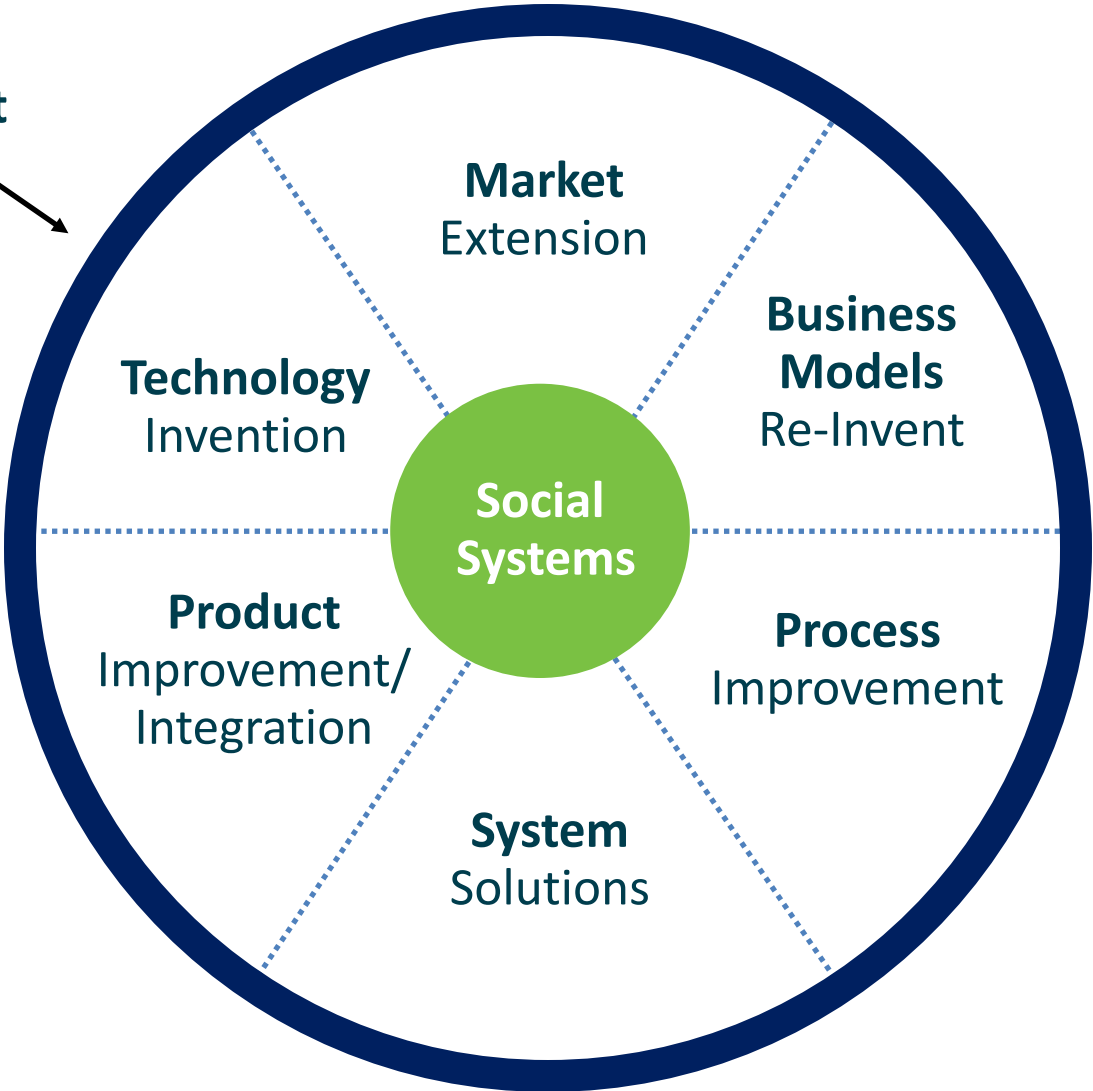 Market
Extension
Business
Models
Re-Invent
Technology
Invention
Social
Systems
Product
Improvement/
Integration
Process
Improvement
System
Solutions